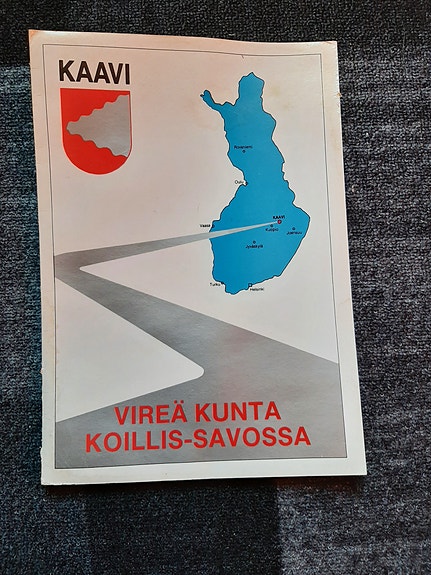 KAAVI
Rovaniemi
Oulu
KAAVI
Vaasa
Kuopio
Joensuu
Jyväskylä
Turku
Helsinki
VIREÄ KUNTA
KOILLIS-SAVOSSA